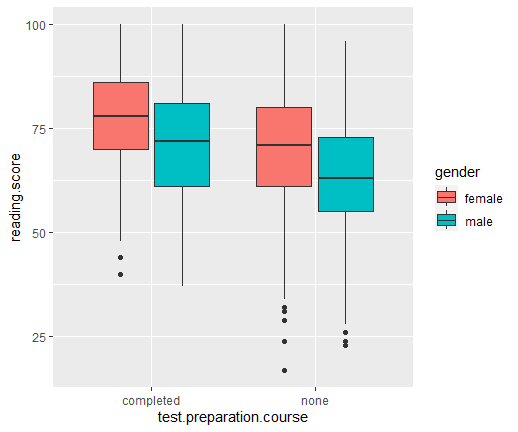 100
75
50
25
reading.score
completed
none
test.preparation.course
gender
female
male